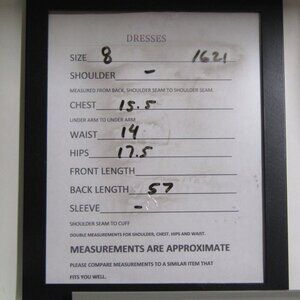 DRESSES
SIZE 8 1621
SHOULDER -
MEASURED FROM BACK, SHOULDER SEAM TO SHOULDER SEAM.
CHEST 15.5
UNDER ARM TO UNDER ARM
WAIST 14
HIPS 17.5
FRONT LENGTH
BACK LENGTH 57
SLEEVE -
SHOULDER SEAM TO CUFF
DOUBLE MEASUREMENTS FOR SHOULDER, CHEST, HIPS AND WAIST.
MEASUREMENTS ARE APPROXIMATE
PLEASE COMPARE MEASUREMENTS TO A SIMILAR ITEM THAT
FITS YOU WELL.